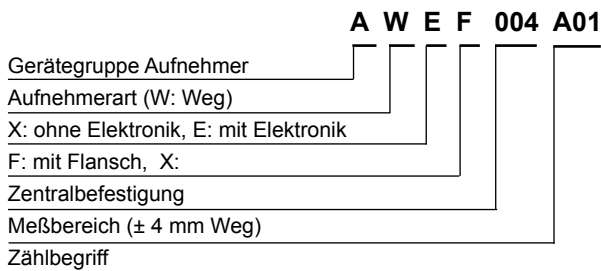 A W E F 004 A01
Gerätegruppe Aufnehmer
Aufnehmerart (W: Weg)
X: ohne Elektronik, E: mit Elektronik
F: mit Flansch, X:
Zentralbefestigung
Meßbereich (± 4 mm Weg)
Zählbegriff